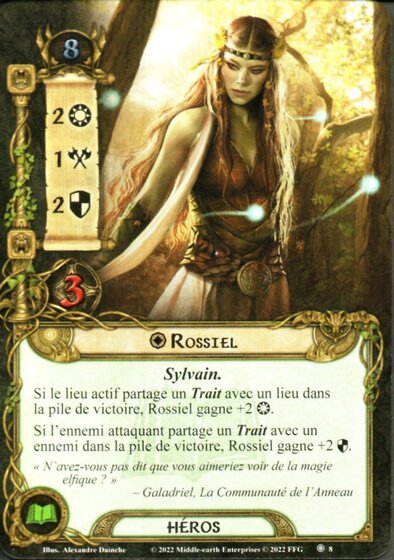 8
2
1
2
3
Rossiel
Sylvain.
Si le lieu actif partage un Trait avec un lieu dans
la pile de victoire, Rossiel gagne +2 .
Si l'ennemi attaquant partage un Trait avec un
ennemi dans la pile de victoire, Rossiel gagne +2 .
« N'avez-vous pas dit que vous aimeriez voir de la magie
elfique ? »
– Galadriel, La Communauté de l'Anneau
HÉROS
Illus. Alexandre Dainche © 2022 Middle-earth Enterprises © 2022 FFG 8